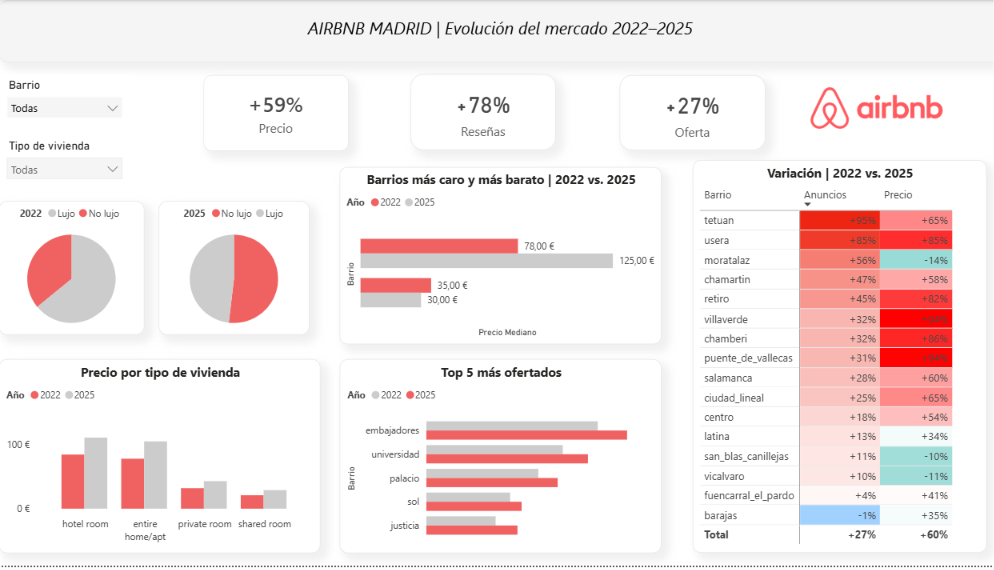 AIRBNB MADRID | Evolución del mercado 2022–2025
Barrio
Todas
Tipo de vivienda
Todas
+59%
Precio
+78%
Reseñas
+27%
Oferta
airbnb
2022 Lujo No lujo
2025 No lujo Lujo
Barrios más caro y más barato | 2022 vs. 2025
Año 2022 2025
Barrio
78,00 €
125,00 €
35,00 €
30,00 €
Precio Mediano
Precio por tipo de vivienda
Año 2022 2025
100 €
0 €
hotel room
entire home/apt
private room
shared room
Top 5 más ofertados
Año 2022 2025
Barrio
embajadores
universidad
palacio
sol
justicia
Variación | 2022 vs. 2025
Barrio Anuncios Precio
tetuan +95% +65%
usera +85% +85%
moratalaz +56% -14%
chamartin +47% +58%
retiro +45% +82%
villaverde +32%
chamberi +32% +86%
puente_de_vallecas +31%
salamanca +28% +60%
ciudad_lineal +25% +65%
centro +18% +54%
latina +13% +34%
san_blas_canillejas +11% -10%
vicalvaro +10% -11%
fuencarral_el_pardo +4% +41%
barajas -1% +35%
Total +27% +60%